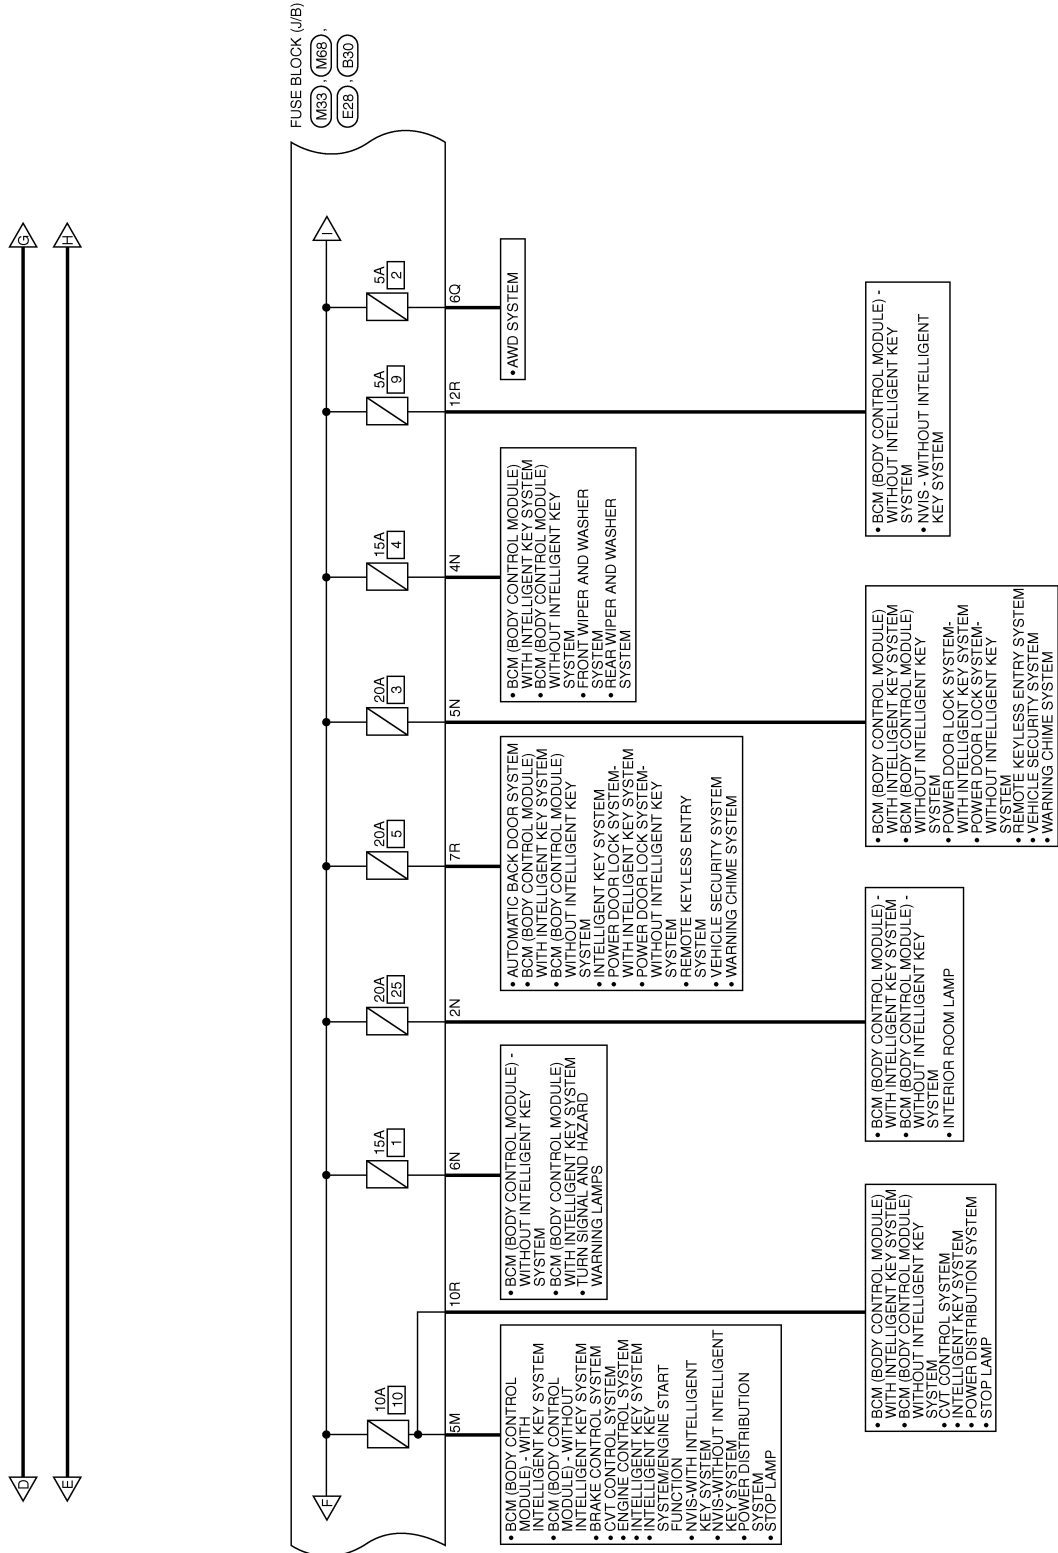 FUSE BLOCK (J/B)
M33 , M68 ,
E28 , B30
D
G
E
H
F
I
10A
10
5M
10R
15A
1
6N
20A
25
2N
20A
5
7R
20A
3
5N
15A
4
4N
5A
9
12R
5A
2
6Q
• BCM (BODY CONTROL
MODULE) - WITH
INTELLIGENT KEY SYSTEM
• BCM (BODY CONTROL
MODULE) - WITHOUT
INTELLIGENT KEY SYSTEM
• BRAKE CONTROL SYSTEM
• CVT CONTROL SYSTEM
• ENGINE CONTROL SYSTEM
• INTELLIGENT KEY SYSTEM
• INTELLIGENT KEY
SYSTEM/ENGINE START
FUNCTION
• NVIS-WITH INTELLIGENT
KEY SYSTEM
• NVIS-WITHOUT INTELLIGENT
KEY SYSTEM
• POWER DISTRIBUTION
SYSTEM
• STOP LAMP
• BCM (BODY CONTROL MODULE) -
WITHOUT INTELLIGENT KEY
SYSTEM
• BCM (BODY CONTROL MODULE)
WITH INTELLIGENT KEY SYSTEM
• TURN SIGNAL AND HAZARD
WARNING LAMPS
• AUTOMATIC BACK DOOR SYSTEM
• BCM (BODY CONTROL MODULE)
WITH INTELLIGENT KEY SYSTEM
• BCM (BODY CONTROL MODULE)
WITHOUT INTELLIGENT KEY
SYSTEM
• INTELLIGENT KEY SYSTEM
• POWER DOOR LOCK SYSTEM-
WITH INTELLIGENT KEY SYSTEM
• POWER DOOR LOCK SYSTEM-
WITHOUT INTELLIGENT KEY
SYSTEM
• REMOTE KEYLESS ENTRY
SYSTEM
• VEHICLE SECURITY SYSTEM
• WARNING CHIME SYSTEM
• BCM (BODY CONTROL MODULE)
WITH INTELLIGENT KEY SYSTEM
• BCM (BODY CONTROL MODULE)
WITHOUT INTELLIGENT KEY
SYSTEM
• FRONT WIPER AND WASHER
SYSTEM
• REAR WIPER AND WASHER
SYSTEM
• AWD SYSTEM
• BCM (BODY CONTROL MODULE)
WITH INTELLIGENT KEY SYSTEM
• BCM (BODY CONTROL MODULE)
WITHOUT INTELLIGENT KEY
SYSTEM
• CVT CONTROL SYSTEM
• INTELLIGENT KEY SYSTEM
• POWER DISTRIBUTION SYSTEM
• STOP LAMP
• BCM (BODY CONTROL MODULE) -
WITH INTELLIGENT KEY SYSTEM
• BCM (BODY CONTROL MODULE) -
WITHOUT INTELLIGENT KEY
SYSTEM
• INTERIOR ROOM LAMP
• BCM (BODY CONTROL MODULE)
WITH INTELLIGENT KEY SYSTEM
• BCM (BODY CONTROL MODULE)
WITHOUT INTELLIGENT KEY
SYSTEM
• POWER DOOR LOCK SYSTEM-
WITH INTELLIGENT KEY SYSTEM
• POWER DOOR LOCK SYSTEM-
WITHOUT INTELLIGENT KEY
SYSTEM
• REMOTE KEYLESS ENTRY SYSTEM
• VEHICLE SECURITY SYSTEM
• WARNING CHIME SYSTEM
• BCM (BODY CONTROL MODULE) -
WITHOUT INTELLIGENT KEY
SYSTEM
• NVIS - WITHOUT INTELLIGENT
KEY SYSTEM